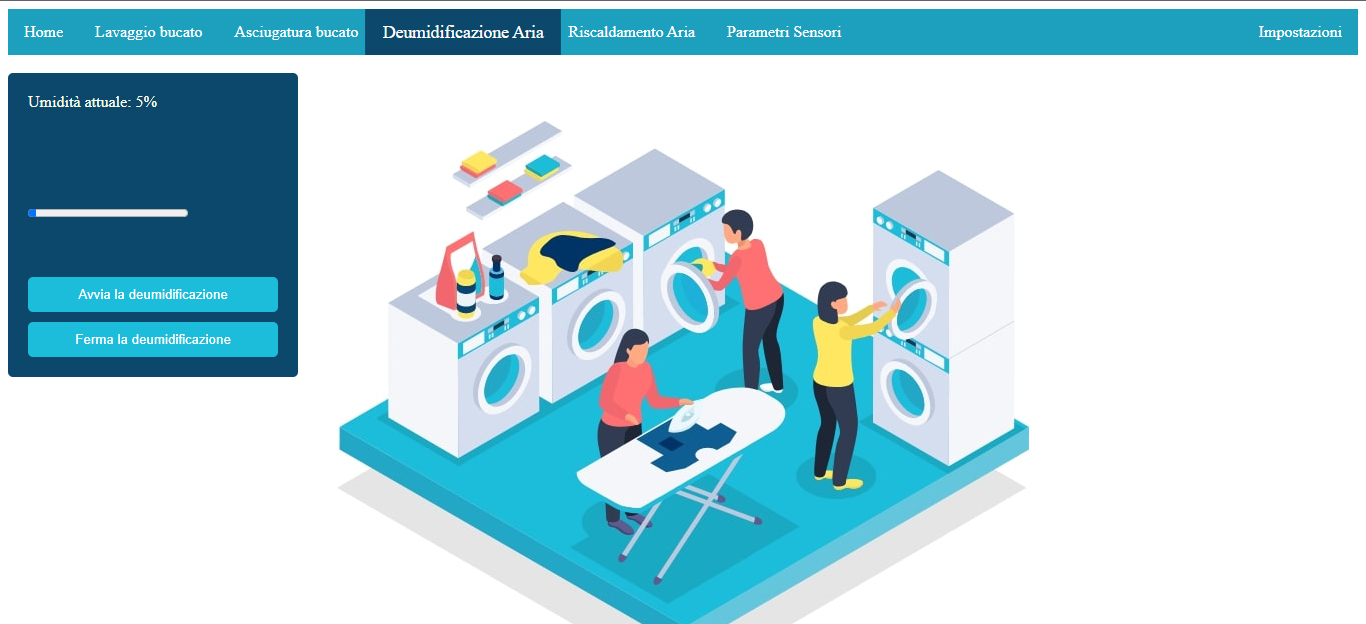 Home Lavaggio bucato Asciugatura bucato Deumidificazione Aria Riscaldamento Aria Parametri Sensori Impostazioni
Umidità attuale: 5%
Avvia la deumidificazione
Ferma la deumidificazione